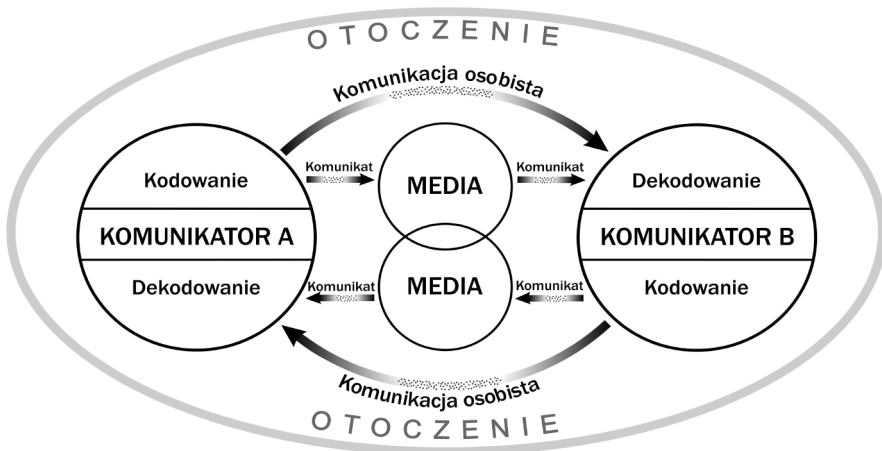 OTOCZENIE
Komunikacja osobista
Kodowanie
KOMUNIKATOR A
Dekodowanie
Komunikat
MEDIA
Komunikat
Komunikat
MEDIA
Komunikat
Dekodowanie
KOMUNIKATOR B
Kodowanie
Komunikacja osobista
OTOCZENIE